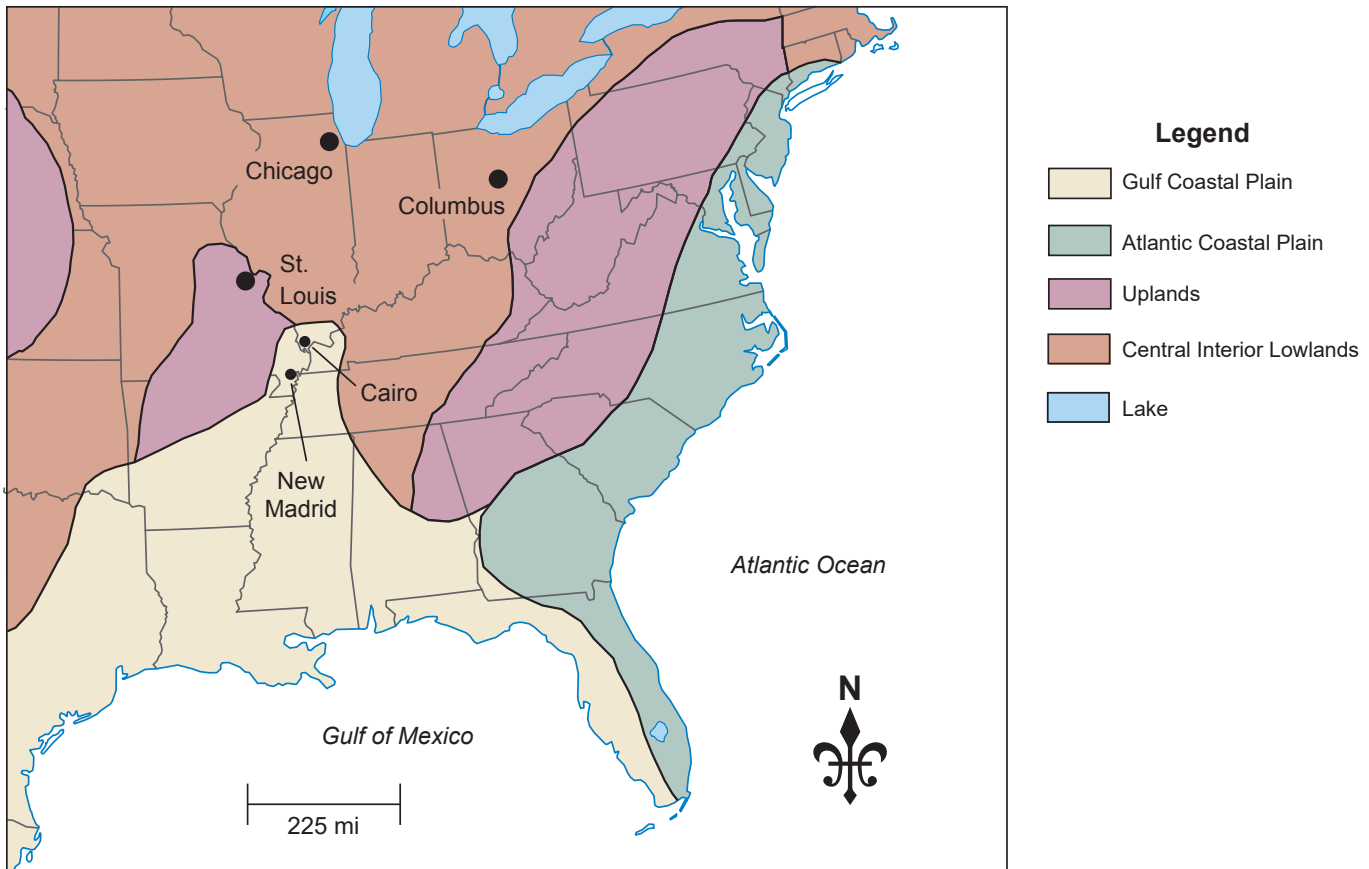 Chicago
Columbus
St.
Louis
Cairo
New
Madrid
Atlantic Ocean
Gulf of Mexico
225 mi
N
Legend
Gulf Coastal Plain
Atlantic Coastal Plain
Uplands
Central Interior Lowlands
Lake